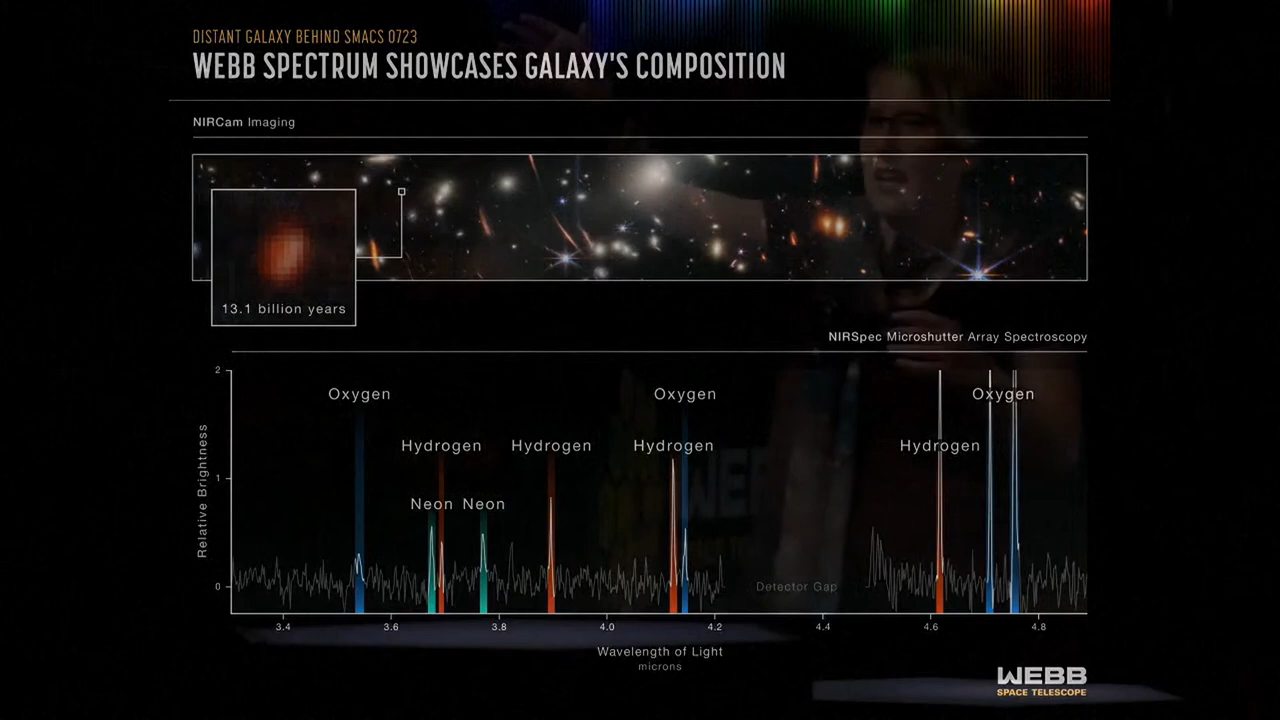 DISTANT GALAXY BEHIND SMACS 0723
WEBB SPECTRUM SHOWCASES GALAXY'S COMPOSITION
NIRCam Imaging
13.1 billion years
NIRSpec Microshutter Array Spectroscopy
2
Oxygen Oxygen Oxygen
Hydrogen Hydrogen Hydrogen Hydrogen
1
Neon Neon
Relative Brightness
WEB
0
Detector Gap
3.4 3.6 3.8 4.0 4.2 4.4 4.6 4.8
Wavelength of Light
microns
WEBB
SPACE TELESCOPE